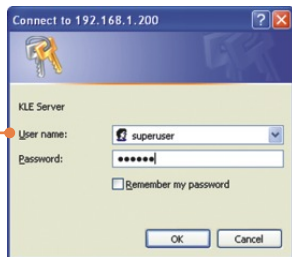 Connect to 192.168.1.200
KLE Server
User name: superuser
Password: ●●●●●●
Remember my password
OK Cancel